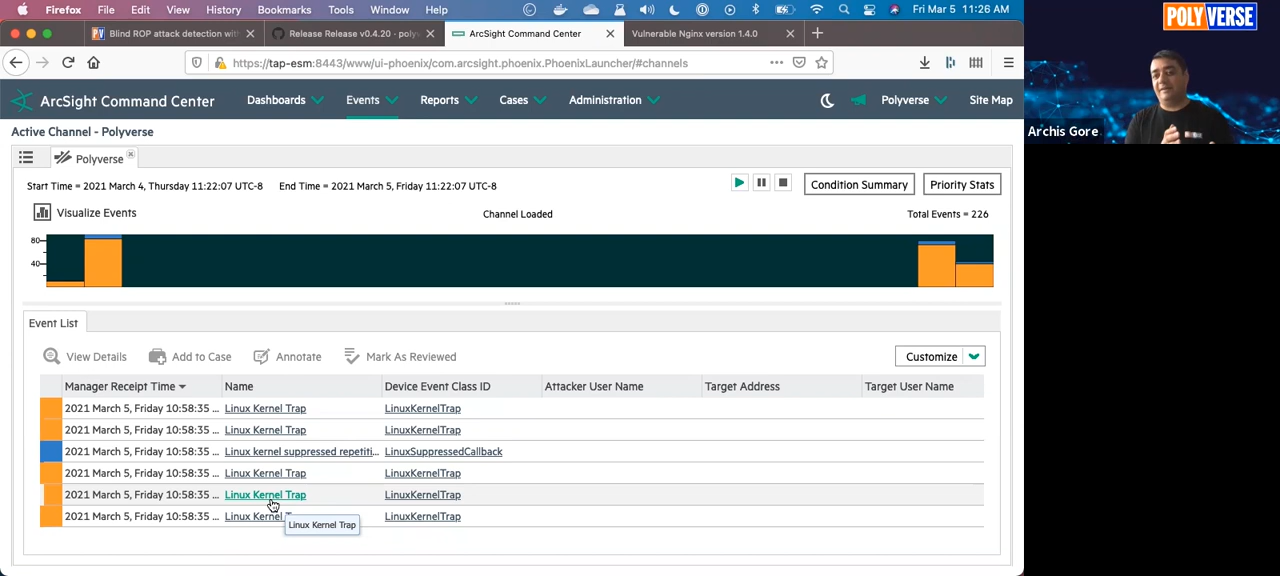 Firefox File Edit View History Bookmarks Tools Window Help Fri Mar 5 11:26 AM
POLYVERSE
Blind ROP attack detection with
Release Release v0.4.20 · poly
ArcSight Command Center
Vulnerable Nginx version 1.4.0
https://tap-esm:8443/www/ui-phoenix/com.arcsight.phoenix.PhoenixLauncher/#channels
ArcSight Command Center Dashboards Events Reports Cases Administration Polyverse Site Map
Archis Gore
Active Channel - Polyverse
Polyverse
Start Time = 2021 March 4, Thursday 11:22:07 UTC-8 End Time = 2021 March 5, Friday 11:22:07 UTC-8 Condition Summary Priority Stats
Visualize Events Channel Loaded Total Events = 226
80
40
Event List
View Details Add to Case Annotate Mark As Reviewed Customize
Manager Receipt Time Name Device Event Class ID Attacker User Name Target Address Target User Name
2021 March 5, Friday 10:58:35 ... Linux Kernel Trap LinuxKernelTrap
2021 March 5, Friday 10:58:35 ... Linux Kernel Trap LinuxKernelTrap
2021 March 5, Friday 10:58:35 ... Linux kernel suppressed repetiti... LinuxSuppressedCallback
2021 March 5, Friday 10:58:35 ... Linux Kernel Trap LinuxKernelTrap
2021 March 5, Friday 10:58:35 ... Linux Kernel Trap LinuxKernelTrap
2021 March 5, Friday 10:58:35 ... Linux Kernel T LinuxKernelTrap
Linux Kernel Trap